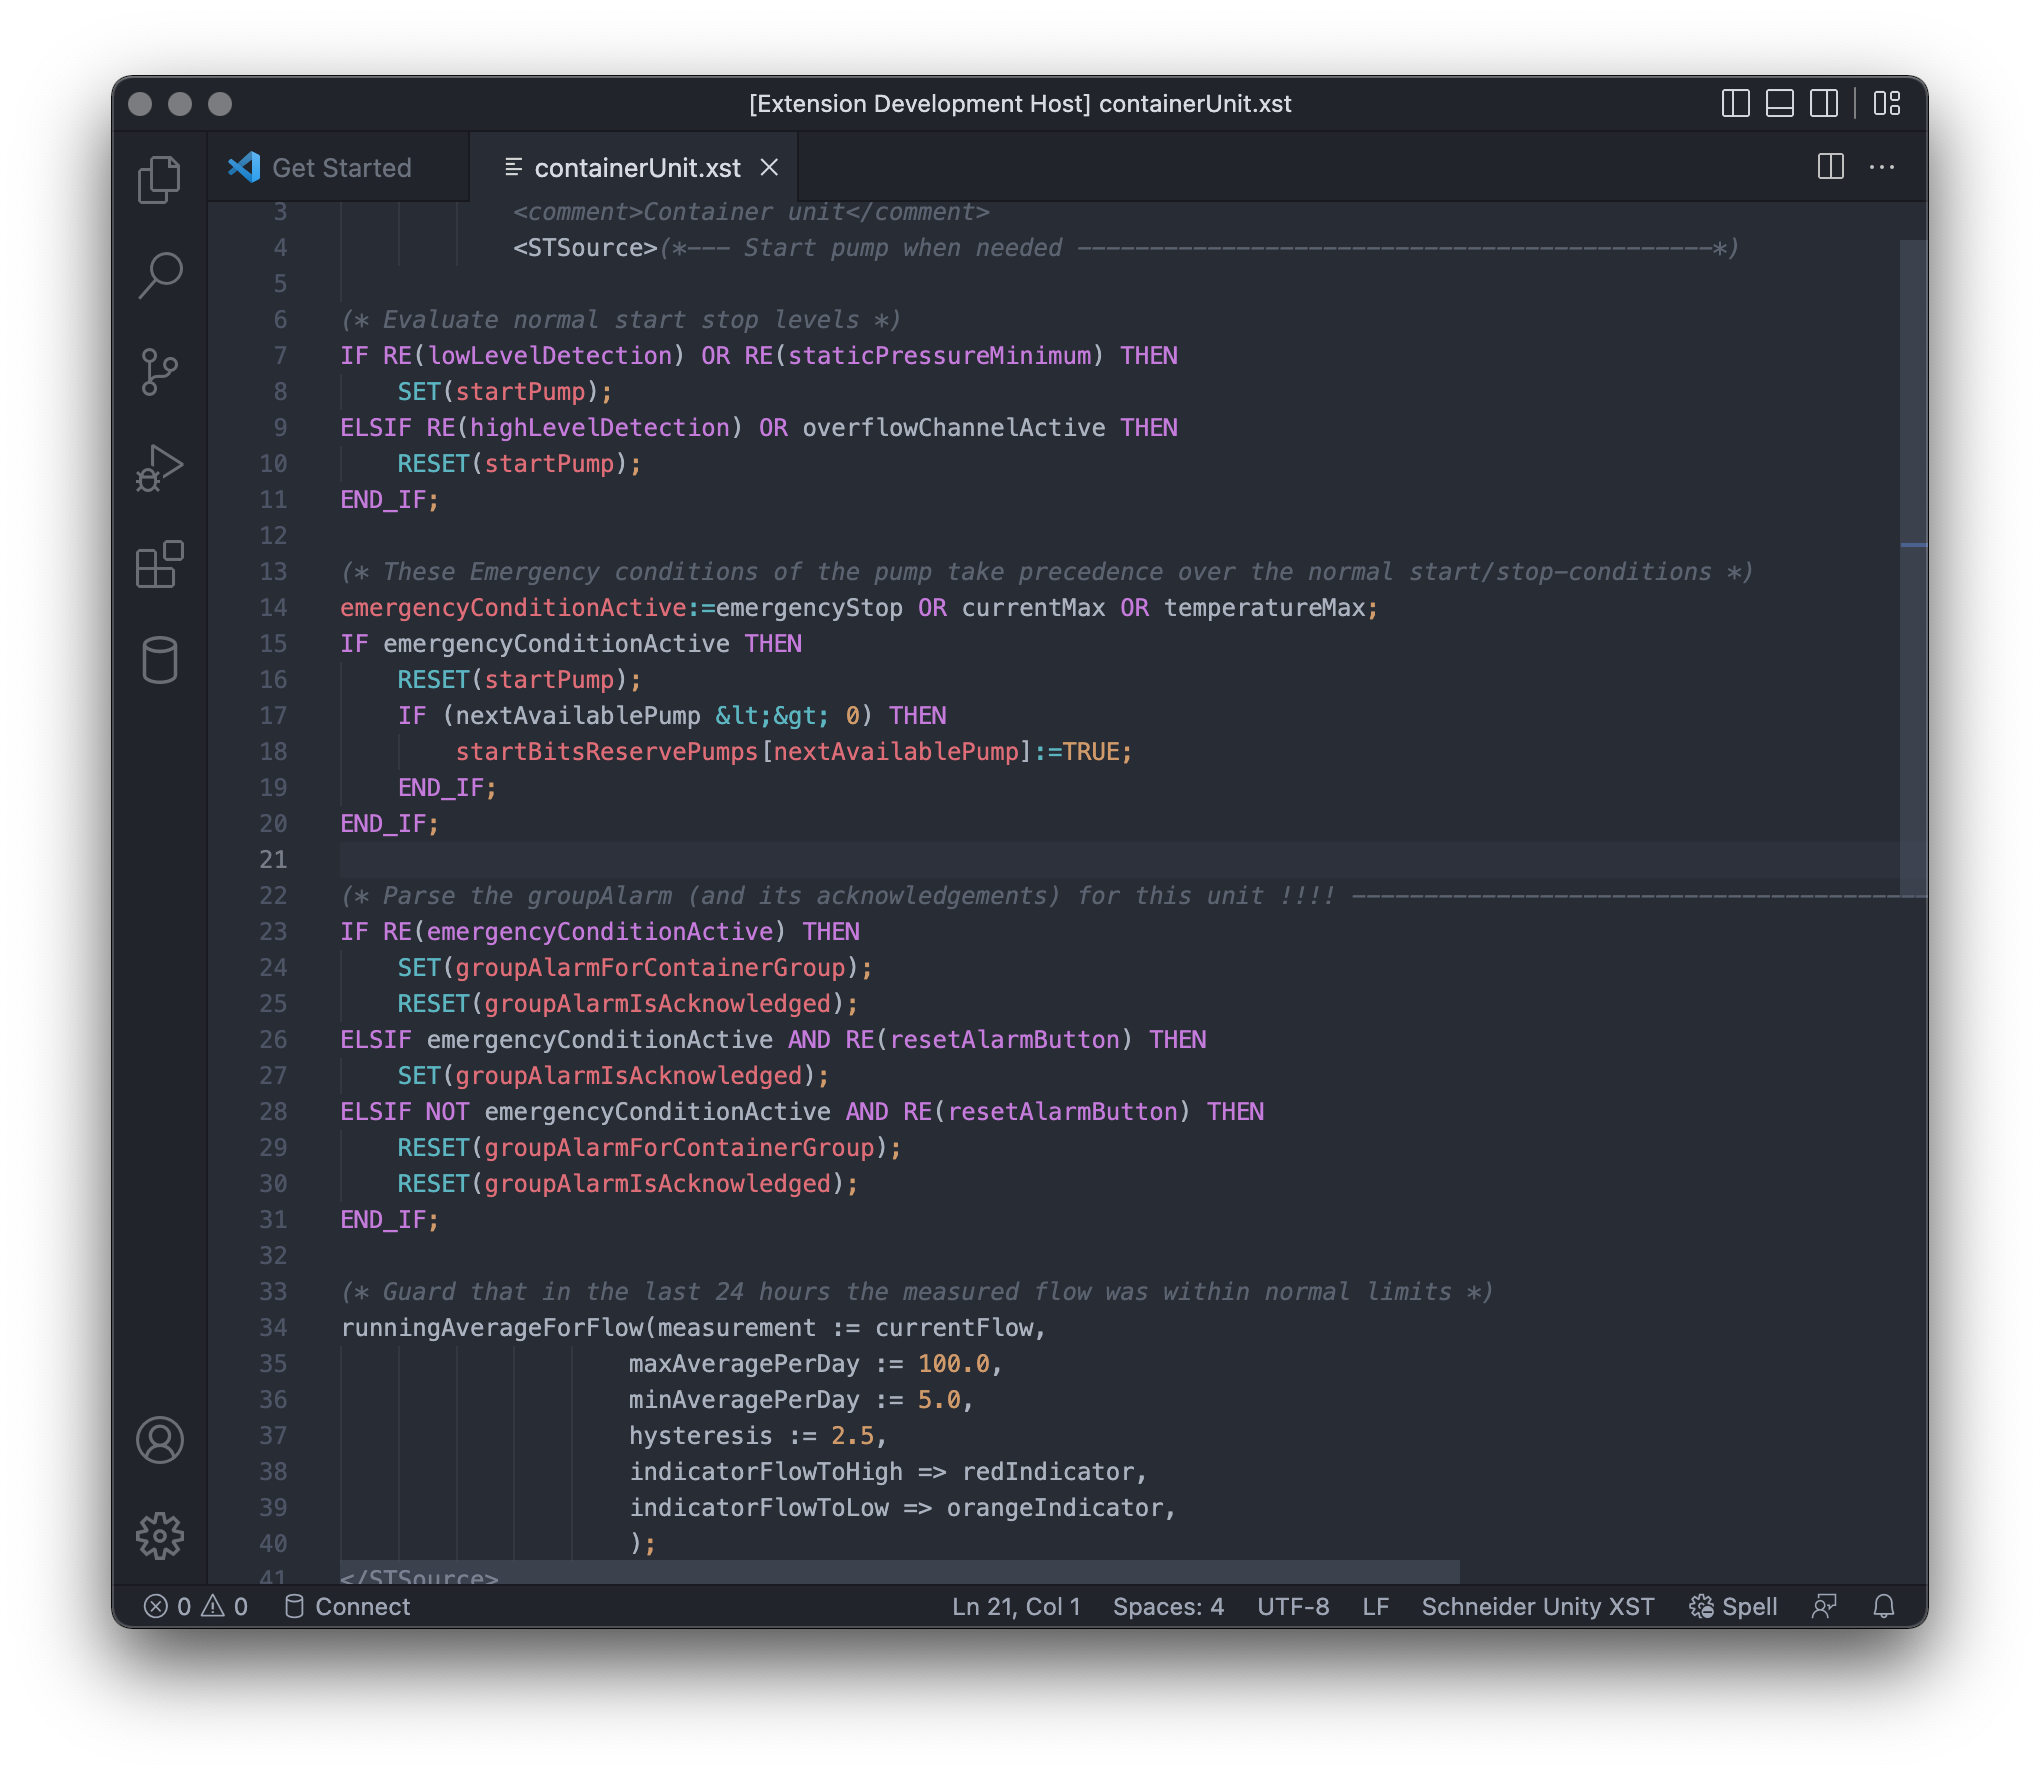 [Extension Development Host] containerUnit.xst
Get Started
containerUnit.xst
3 <comment>Container unit</comment>
4 <STSource>(*--- Start pump when needed --------------------------------------------*)
5
6 (* Evaluate normal start stop levels *)
7 IF RE(lowLevelDetection) OR RE(staticPressureMinimum) THEN
8 SET(startPump);
9 ELSIF RE(highLevelDetection) OR overflowChannelActive THEN
10 RESET(startPump);
11 END_IF;
12
13 (* These Emergency conditions of the pump take precedence over the normal start/stop-conditions *)
14 emergencyConditionActive:=emergencyStop OR currentMax OR temperatureMax;
15 IF emergencyConditionActive THEN
16 RESET(startPump);
17 IF (nextAvailablePump &lt;&gt; 0) THEN
18 startBitsReservePumps[nextAvailablePump]:=TRUE;
19 END_IF;
20 END_IF;
21
22 (* Parse the groupAlarm (and its acknowledgements) for this unit !!!! ----------------------------------------
23 IF RE(emergencyConditionActive) THEN
24 SET(groupAlarmForContainerGroup);
25 RESET(groupAlarmIsAcknowledged);
26 ELSIF emergencyConditionActive AND RE(resetAlarmButton) THEN
27 SET(groupAlarmIsAcknowledged);
28 ELSIF NOT emergencyConditionActive AND RE(resetAlarmButton) THEN
29 RESET(groupAlarmForContainerGroup);
30 RESET(groupAlarmIsAcknowledged);
31 END_IF;
32
33 (* Guard that in the last 24 hours the measured flow was within normal limits *)
34 runningAverageForFlow(measurement := currentFlow,
35 maxAveragePerDay := 100.0,
36 minAveragePerDay := 5.0,
37 hysteresis := 2.5,
38 indicatorFlowToHigh => redIndicator,
39 indicatorFlowToLow => orangeIndicator,
40 );
41 </STSource>
0 0 Connect Ln 21, Col 1 Spaces: 4 UTF-8 LF Schneider Unity XST Spell